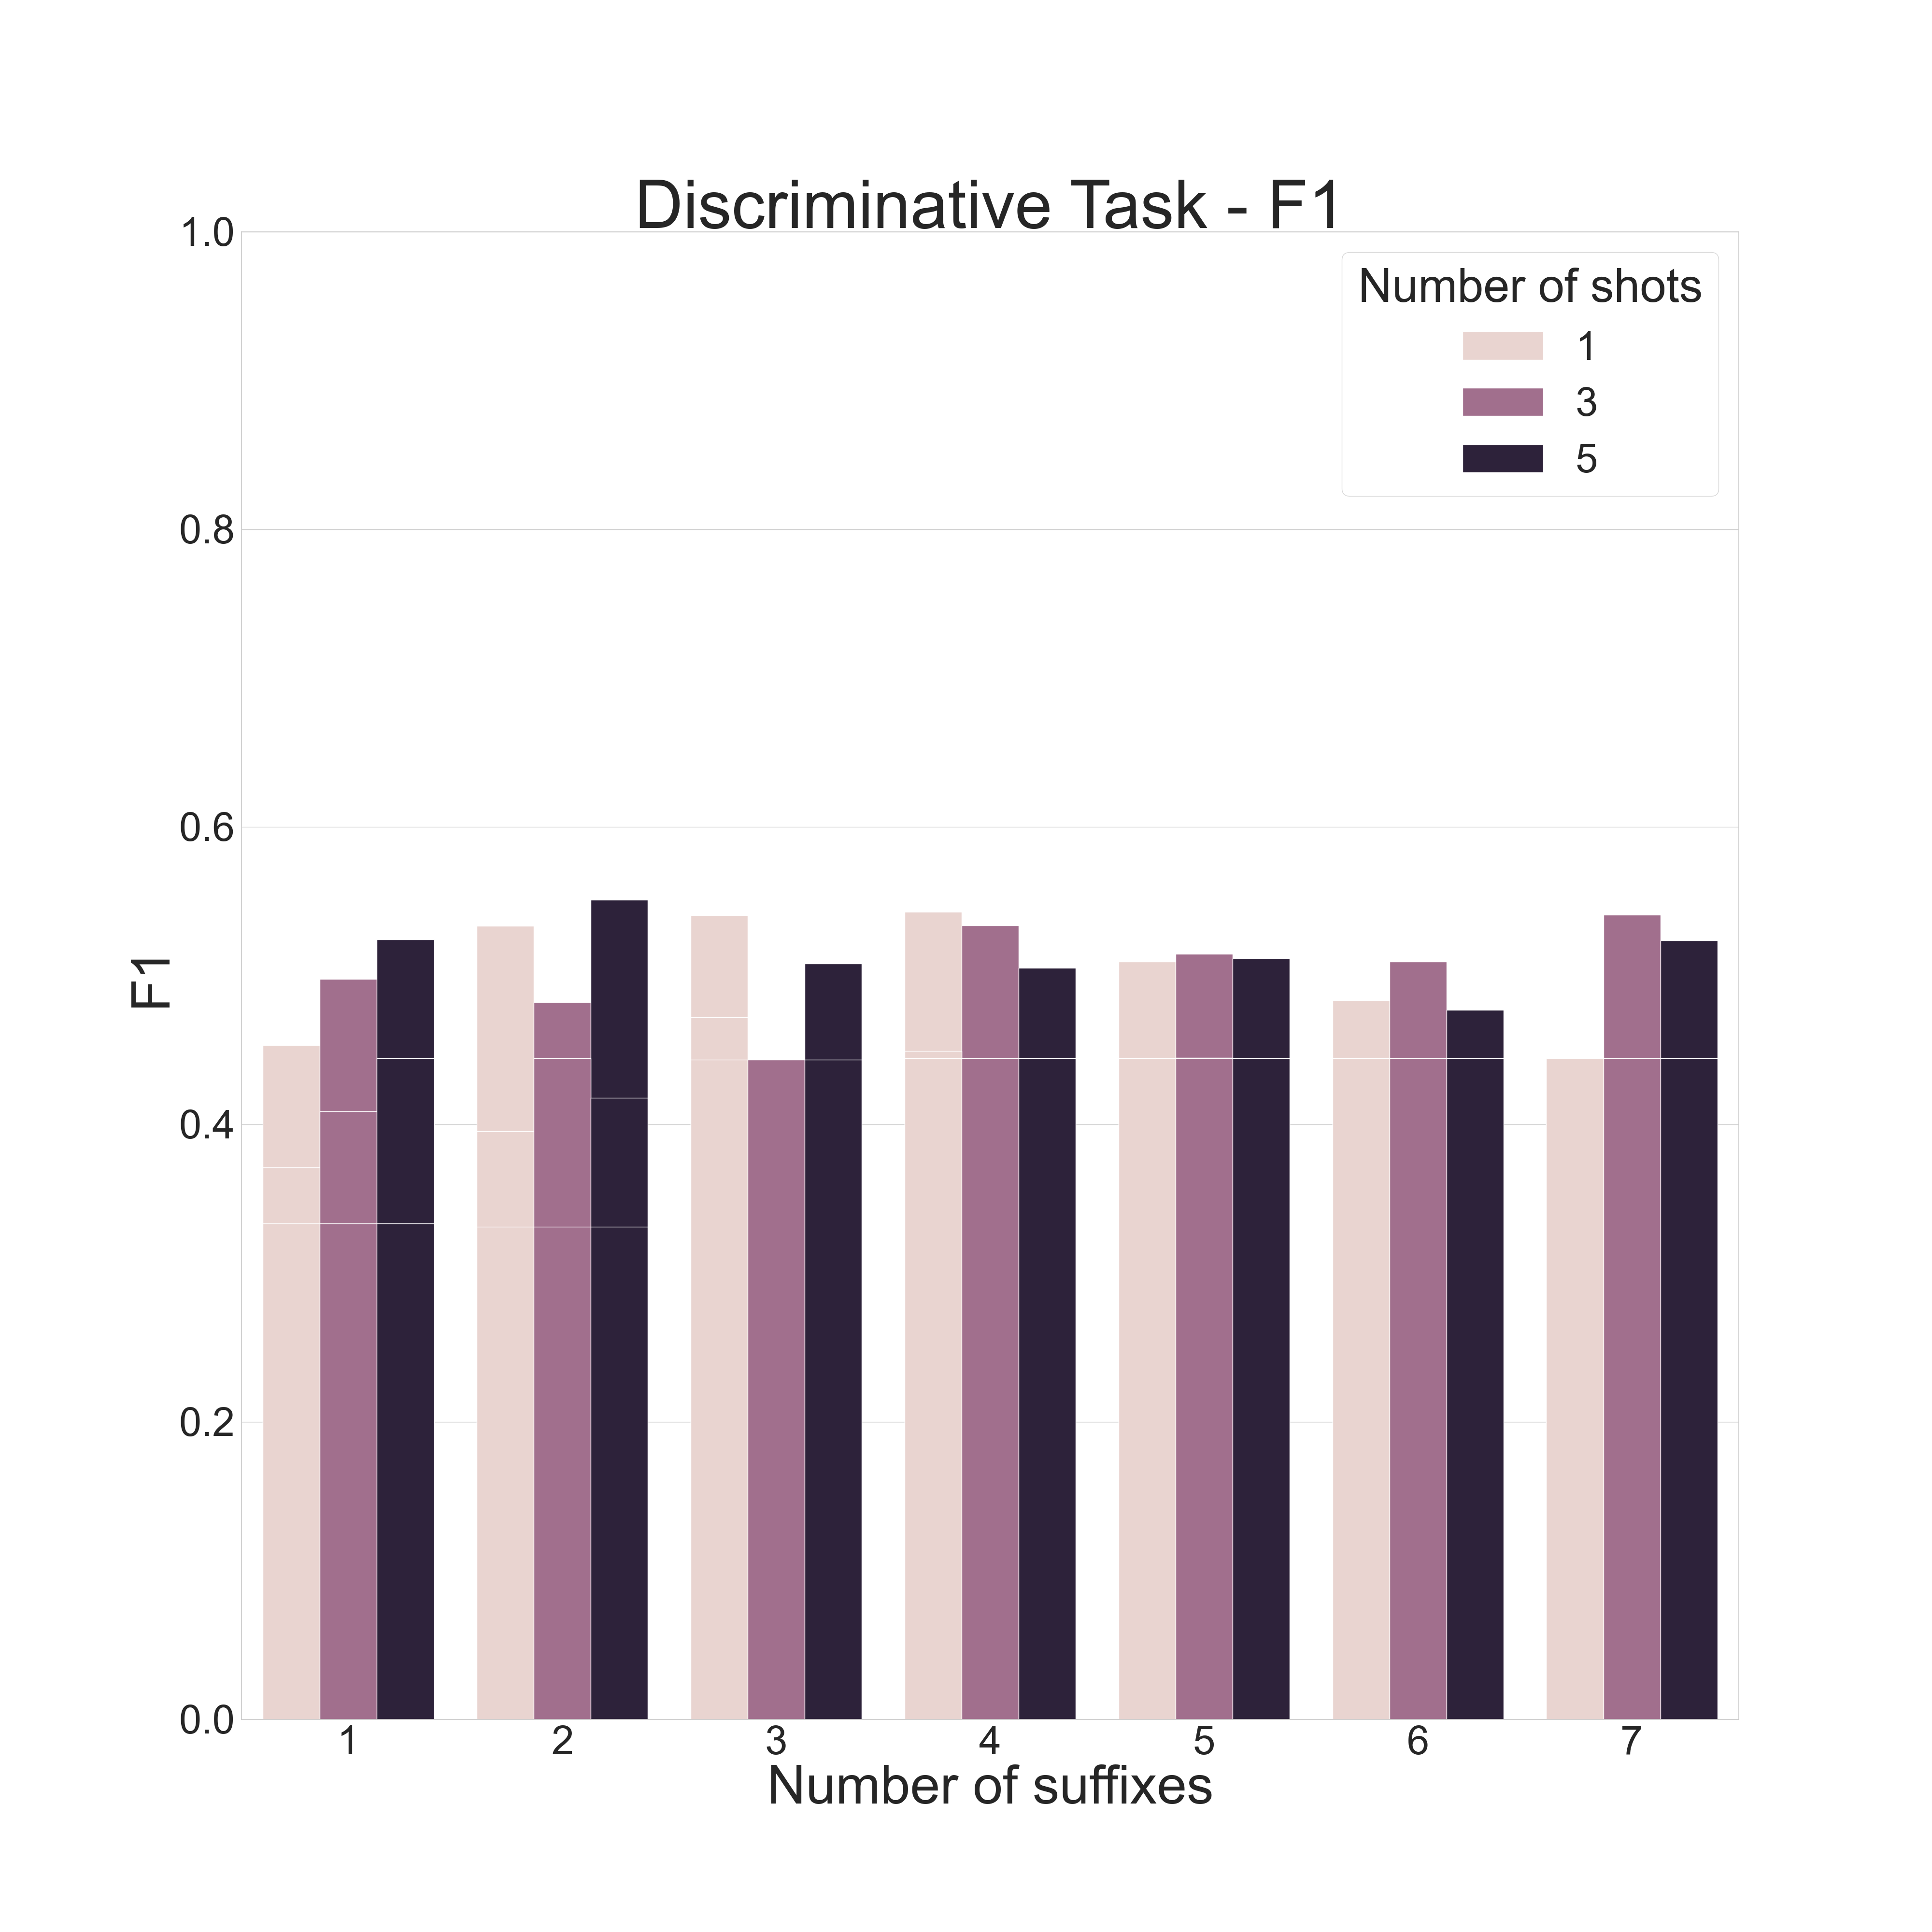 Discriminative Task - F1
1.0
0.8
0.6
0.4
0.2
0.0
F1
Number of shots
1
3
5
1 2 3 4 5 6 7
Number of suffixes